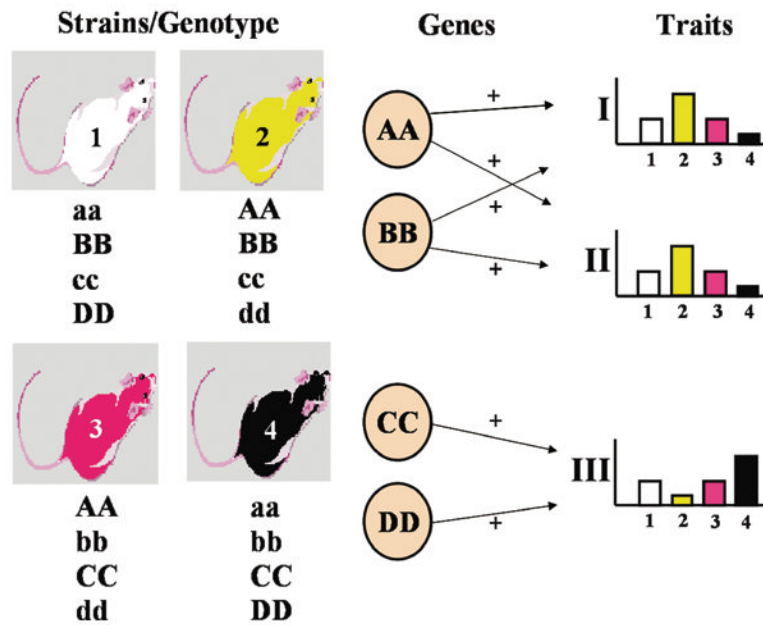 Strains/Genotype Genes Traits
1 2
aa AA
BB BB
cc cc
DD dd
3 4
AA aa
bb bb
CC CC
dd DD
AA
+
+
BB
+
+
CC
+
DD
+
I
1 2 3 4
II
1 2 3 4
III
1 2 3 4